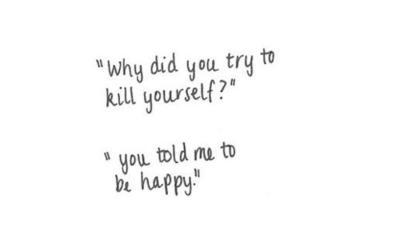 "Why did you try to
kill yourself?"
"you told me to
be happy."